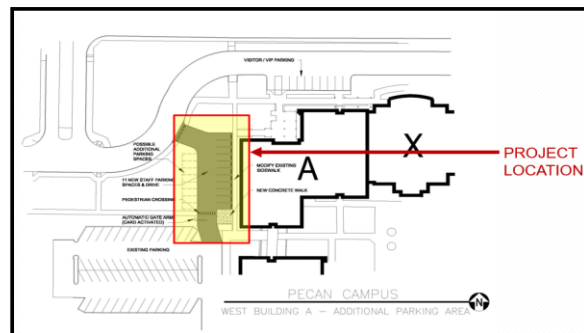 VISITOR / VIP PARKING
POSSIBLE
ADDITIONAL
PARKING
SPACES
11 NEW STAFF PARKING
SPACES & DRIVE
PEDESTRIAN CROSSING
AUTOMATIC GATE ARM
(CARD ACTIVATED)
EXISTING PARKING
MODIFY EXISTING
SIDEWALK
NEW CONCRETE WALK
A
X
PROJECT
LOCATION
PECAN CAMPUS
WEST BUILDING A – ADDITIONAL PARKING AREA
N